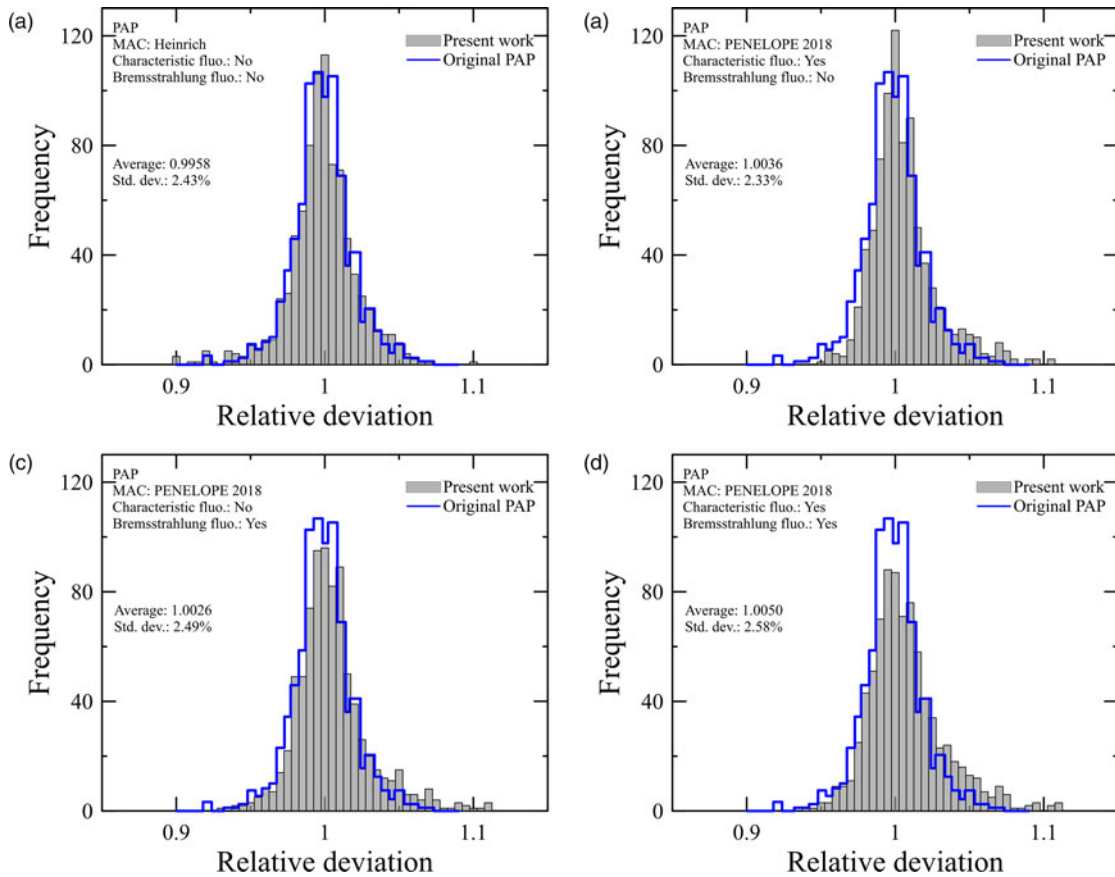 (a)
PAP
MAC: Heinrich
Characteristic fluo.: No
Bremsstrahlung fluo.: No
Present work
Original PAP
Average: 0.9958
Std. dev.: 2.43%
120
80
40
0
Frequency
0.9
1
1.1
Relative deviation
(a)
PAP
MAC: PENELOPE 2018
Characteristic fluo.: Yes
Bremsstrahlung fluo.: No
Present work
Original PAP
Average: 1.0036
Std. dev.: 2.33%
120
80
40
0
Frequency
0.9
1
1.1
Relative deviation
(c)
PAP
MAC: PENELOPE 2018
Characteristic fluo.: No
Bremsstrahlung fluo.: Yes
Present work
Original PAP
Average: 1.0026
Std. dev.: 2.49%
120
80
40
0
Frequency
0.9
1
1.1
Relative deviation
(d)
PAP
MAC: PENELOPE 2018
Characteristic fluo.: Yes
Bremsstrahlung fluo.: Yes
Present work
Original PAP
Average: 1.0050
Std. dev.: 2.58%
120
80
40
0
Frequency
0.9
1
1.1
Relative deviation